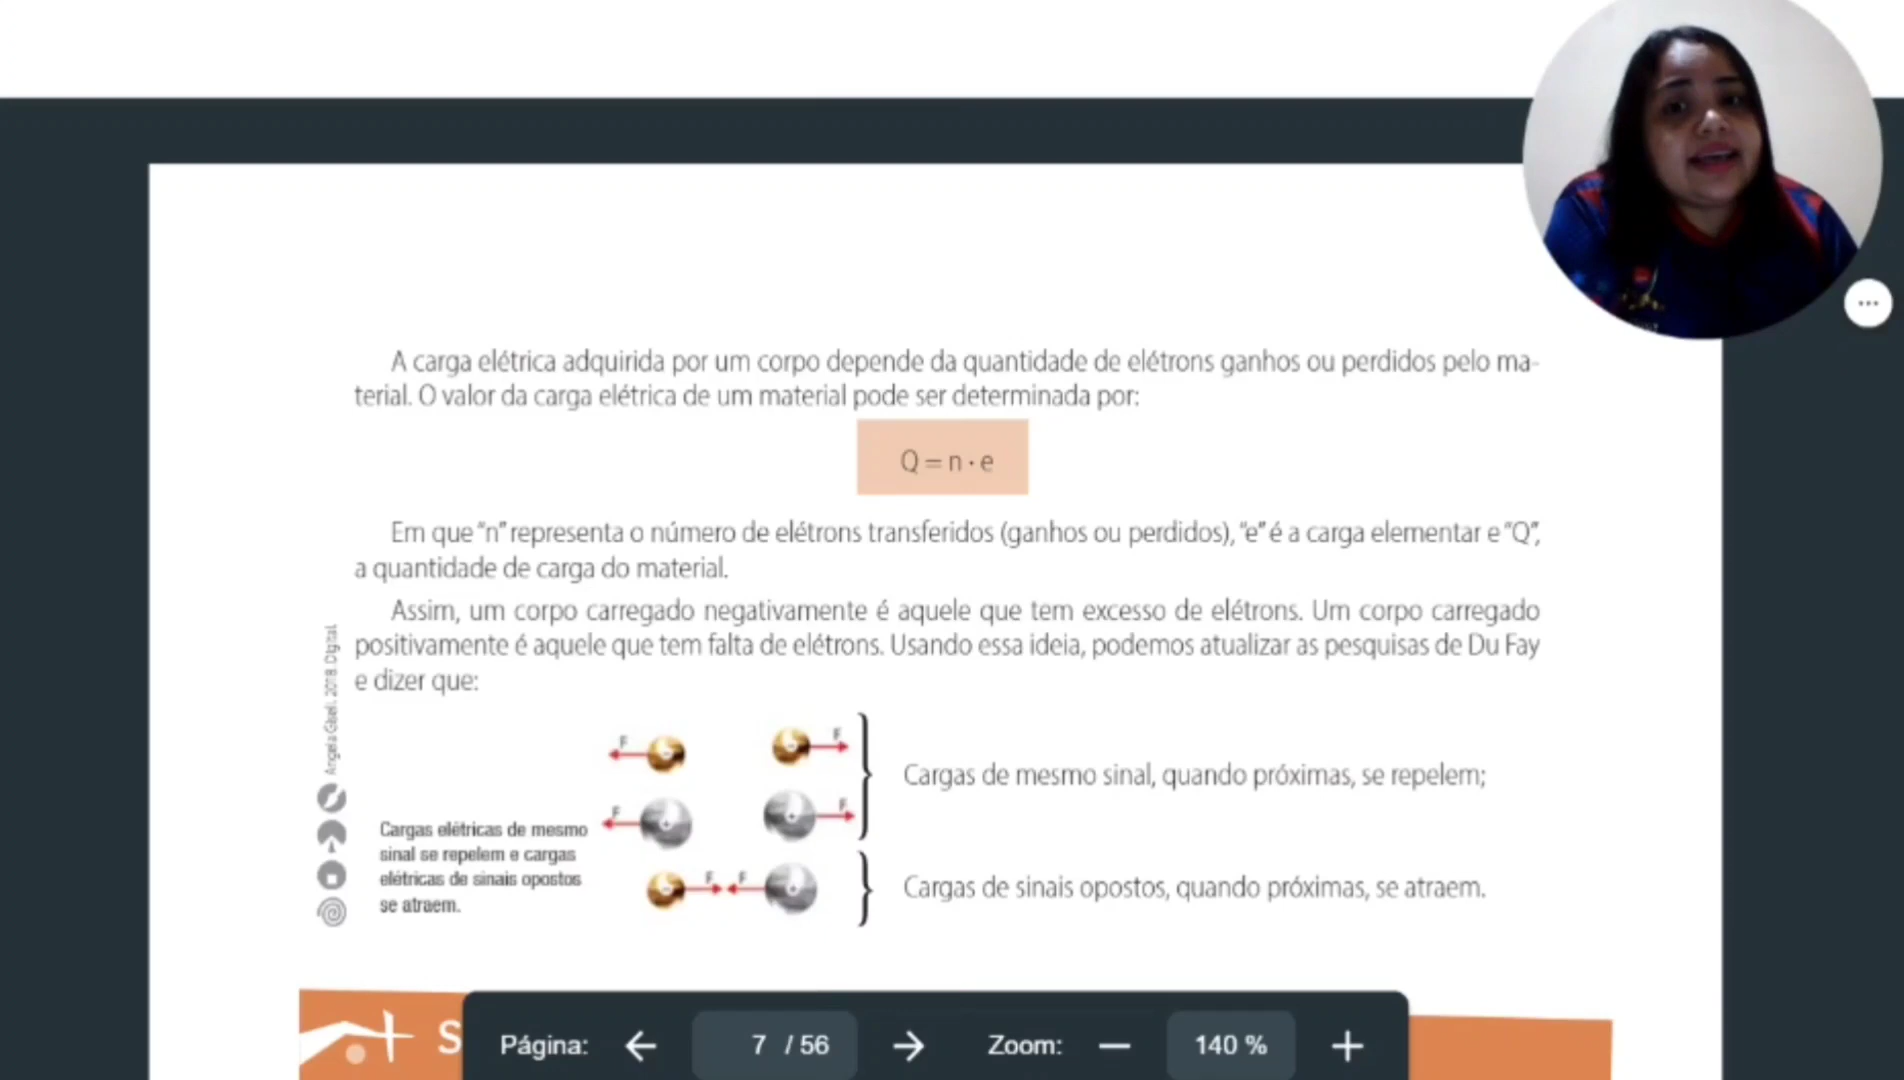 A carga elétrica adquirida por um corpo depende da quantidade de elétrons ganhos ou perdidos pelo ma-
terial. O valor da carga elétrica de um material pode ser determinada por:
Q = n · e
Em que “n” representa o número de elétrons transferidos (ganhos ou perdidos), “e” é a carga elementar e “Q”,
a quantidade de carga do material.
Assim, um corpo carregado negativamente é aquele que tem excesso de elétrons. Um corpo carregado
positivamente é aquele que tem falta de elétrons. Usando essa ideia, podemos atualizar as pesquisas de Du Fay
e dizer que:
Angela Giseli. 2018. Digital.
F - - F
F + + F
Cargas de mesmo sinal, quando próximas, se repelem;
Cargas elétricas de mesmo
sinal se repelem e cargas
elétricas de sinais opostos
se atraem.
- F F +
Cargas de sinais opostos, quando próximas, se atraem.
S
Página: 7 / 56 Zoom: 140 %